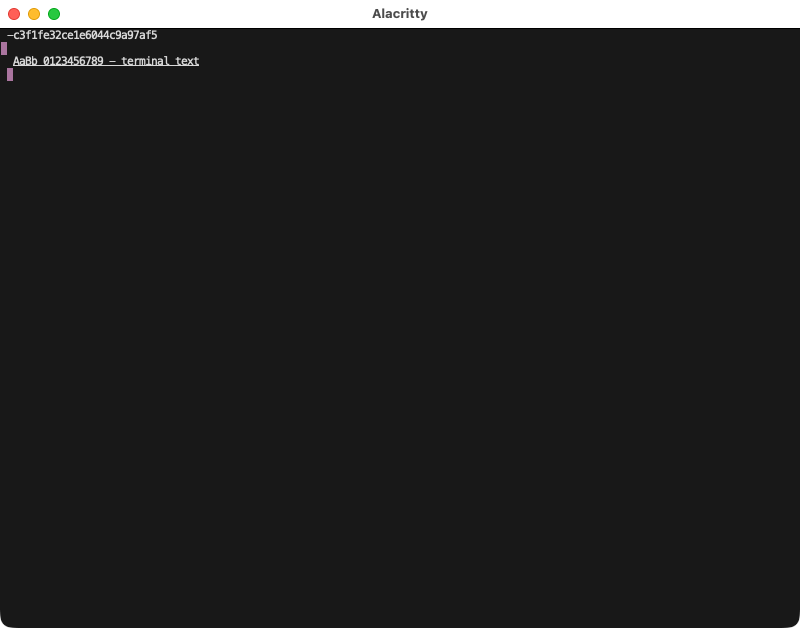 Alacritty
—c3f1fe32ce1e6044c9a97af5
AaBb 0123456789 — terminal text